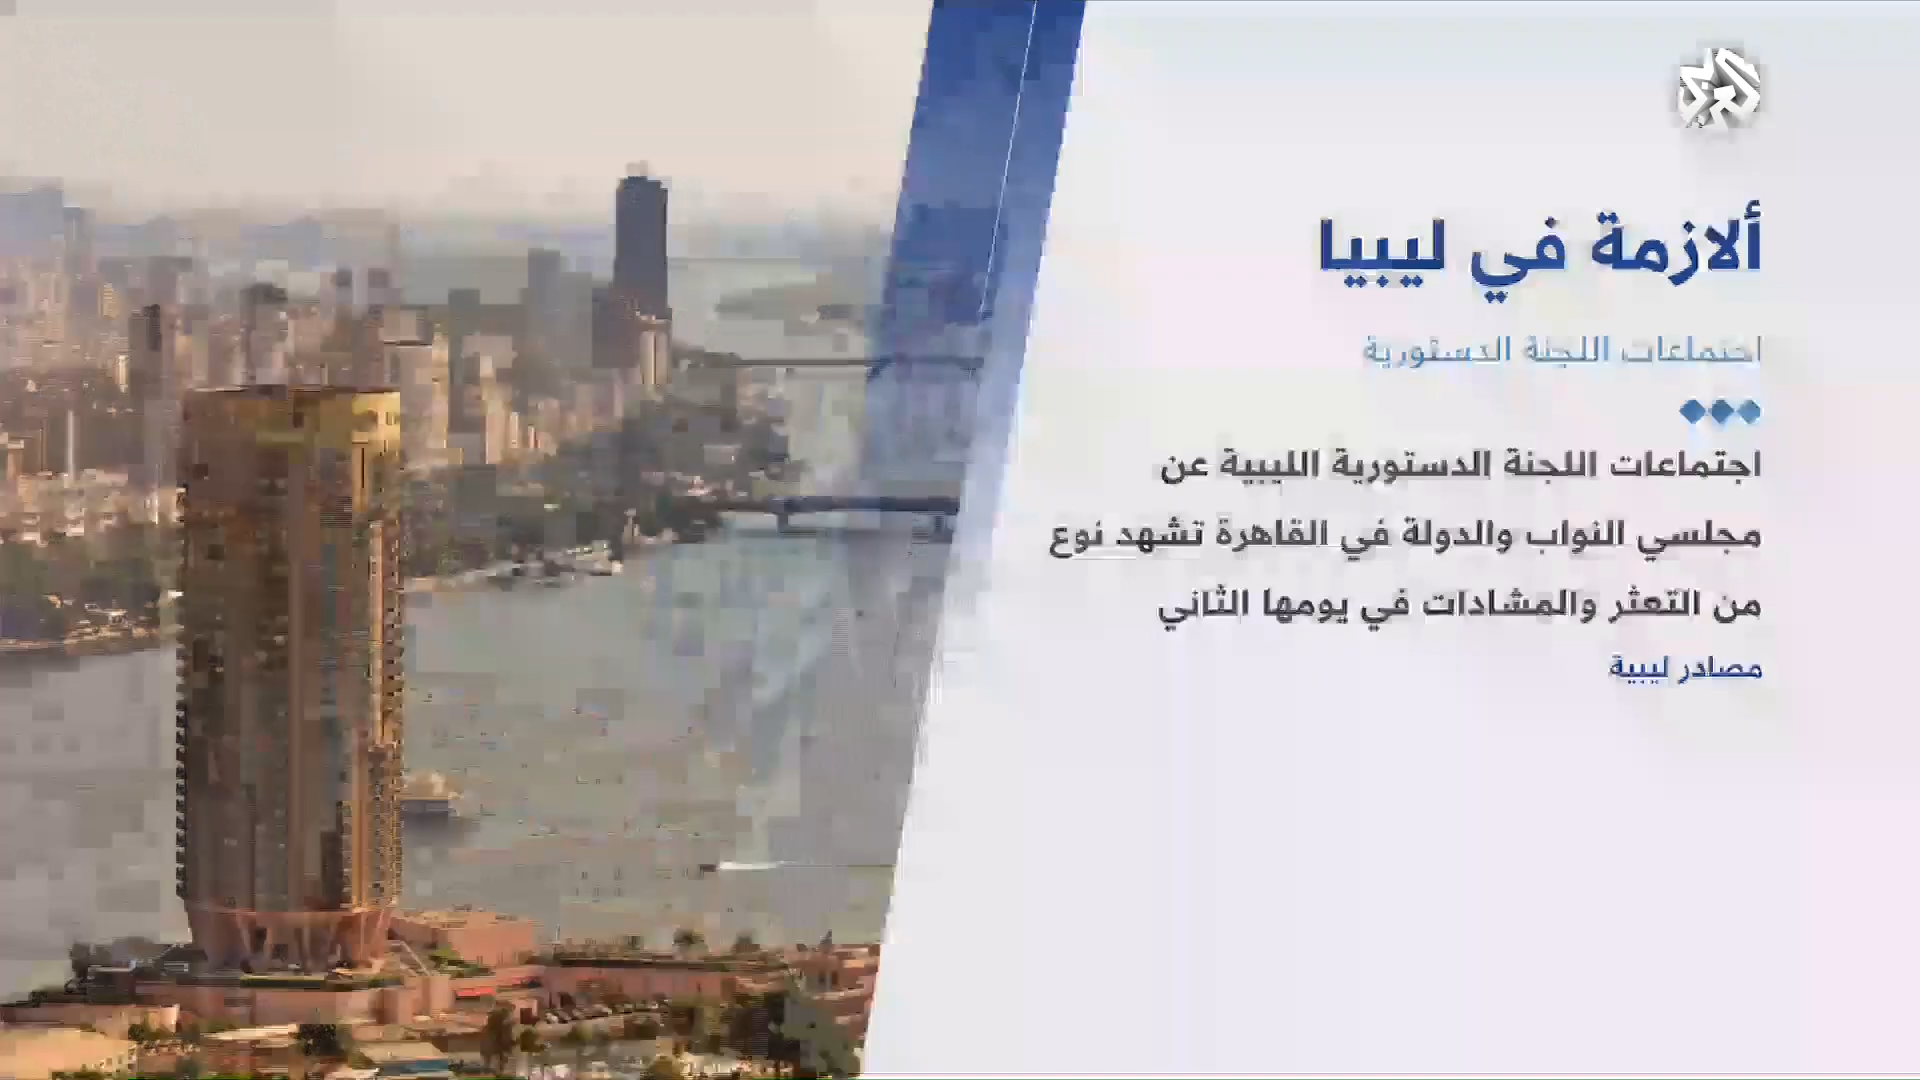 ألازمة في ليبيا
اجتماعات اللجنة الدستورية
اجتماعات اللجنة الدستورية الليبية عن
مجلسي النواب والدولة في القاهرة تشهد نوع
من التعثر والمشادات في يومها الثاني
مصادر ليبية